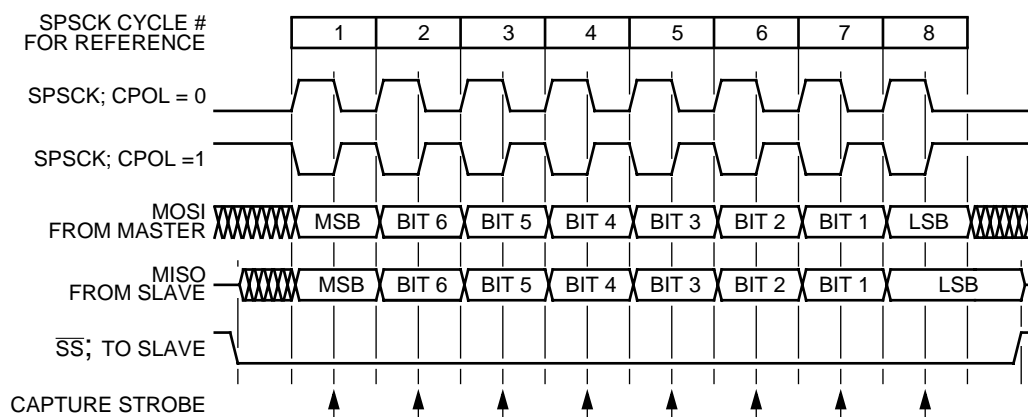 SPSCK CYCLE #
FOR REFERENCE
1 2 3 4 5 6 7 8
SPSCK; CPOL = 0
SPSCK; CPOL =1
MOSI
FROM MASTER
MSB BIT 6 BIT 5 BIT 4 BIT 3 BIT 2 BIT 1 LSB
MISO
FROM SLAVE
MSB BIT 6 BIT 5 BIT 4 BIT 3 BIT 2 BIT 1 LSB
S̅S̅; TO SLAVE
CAPTURE STROBE